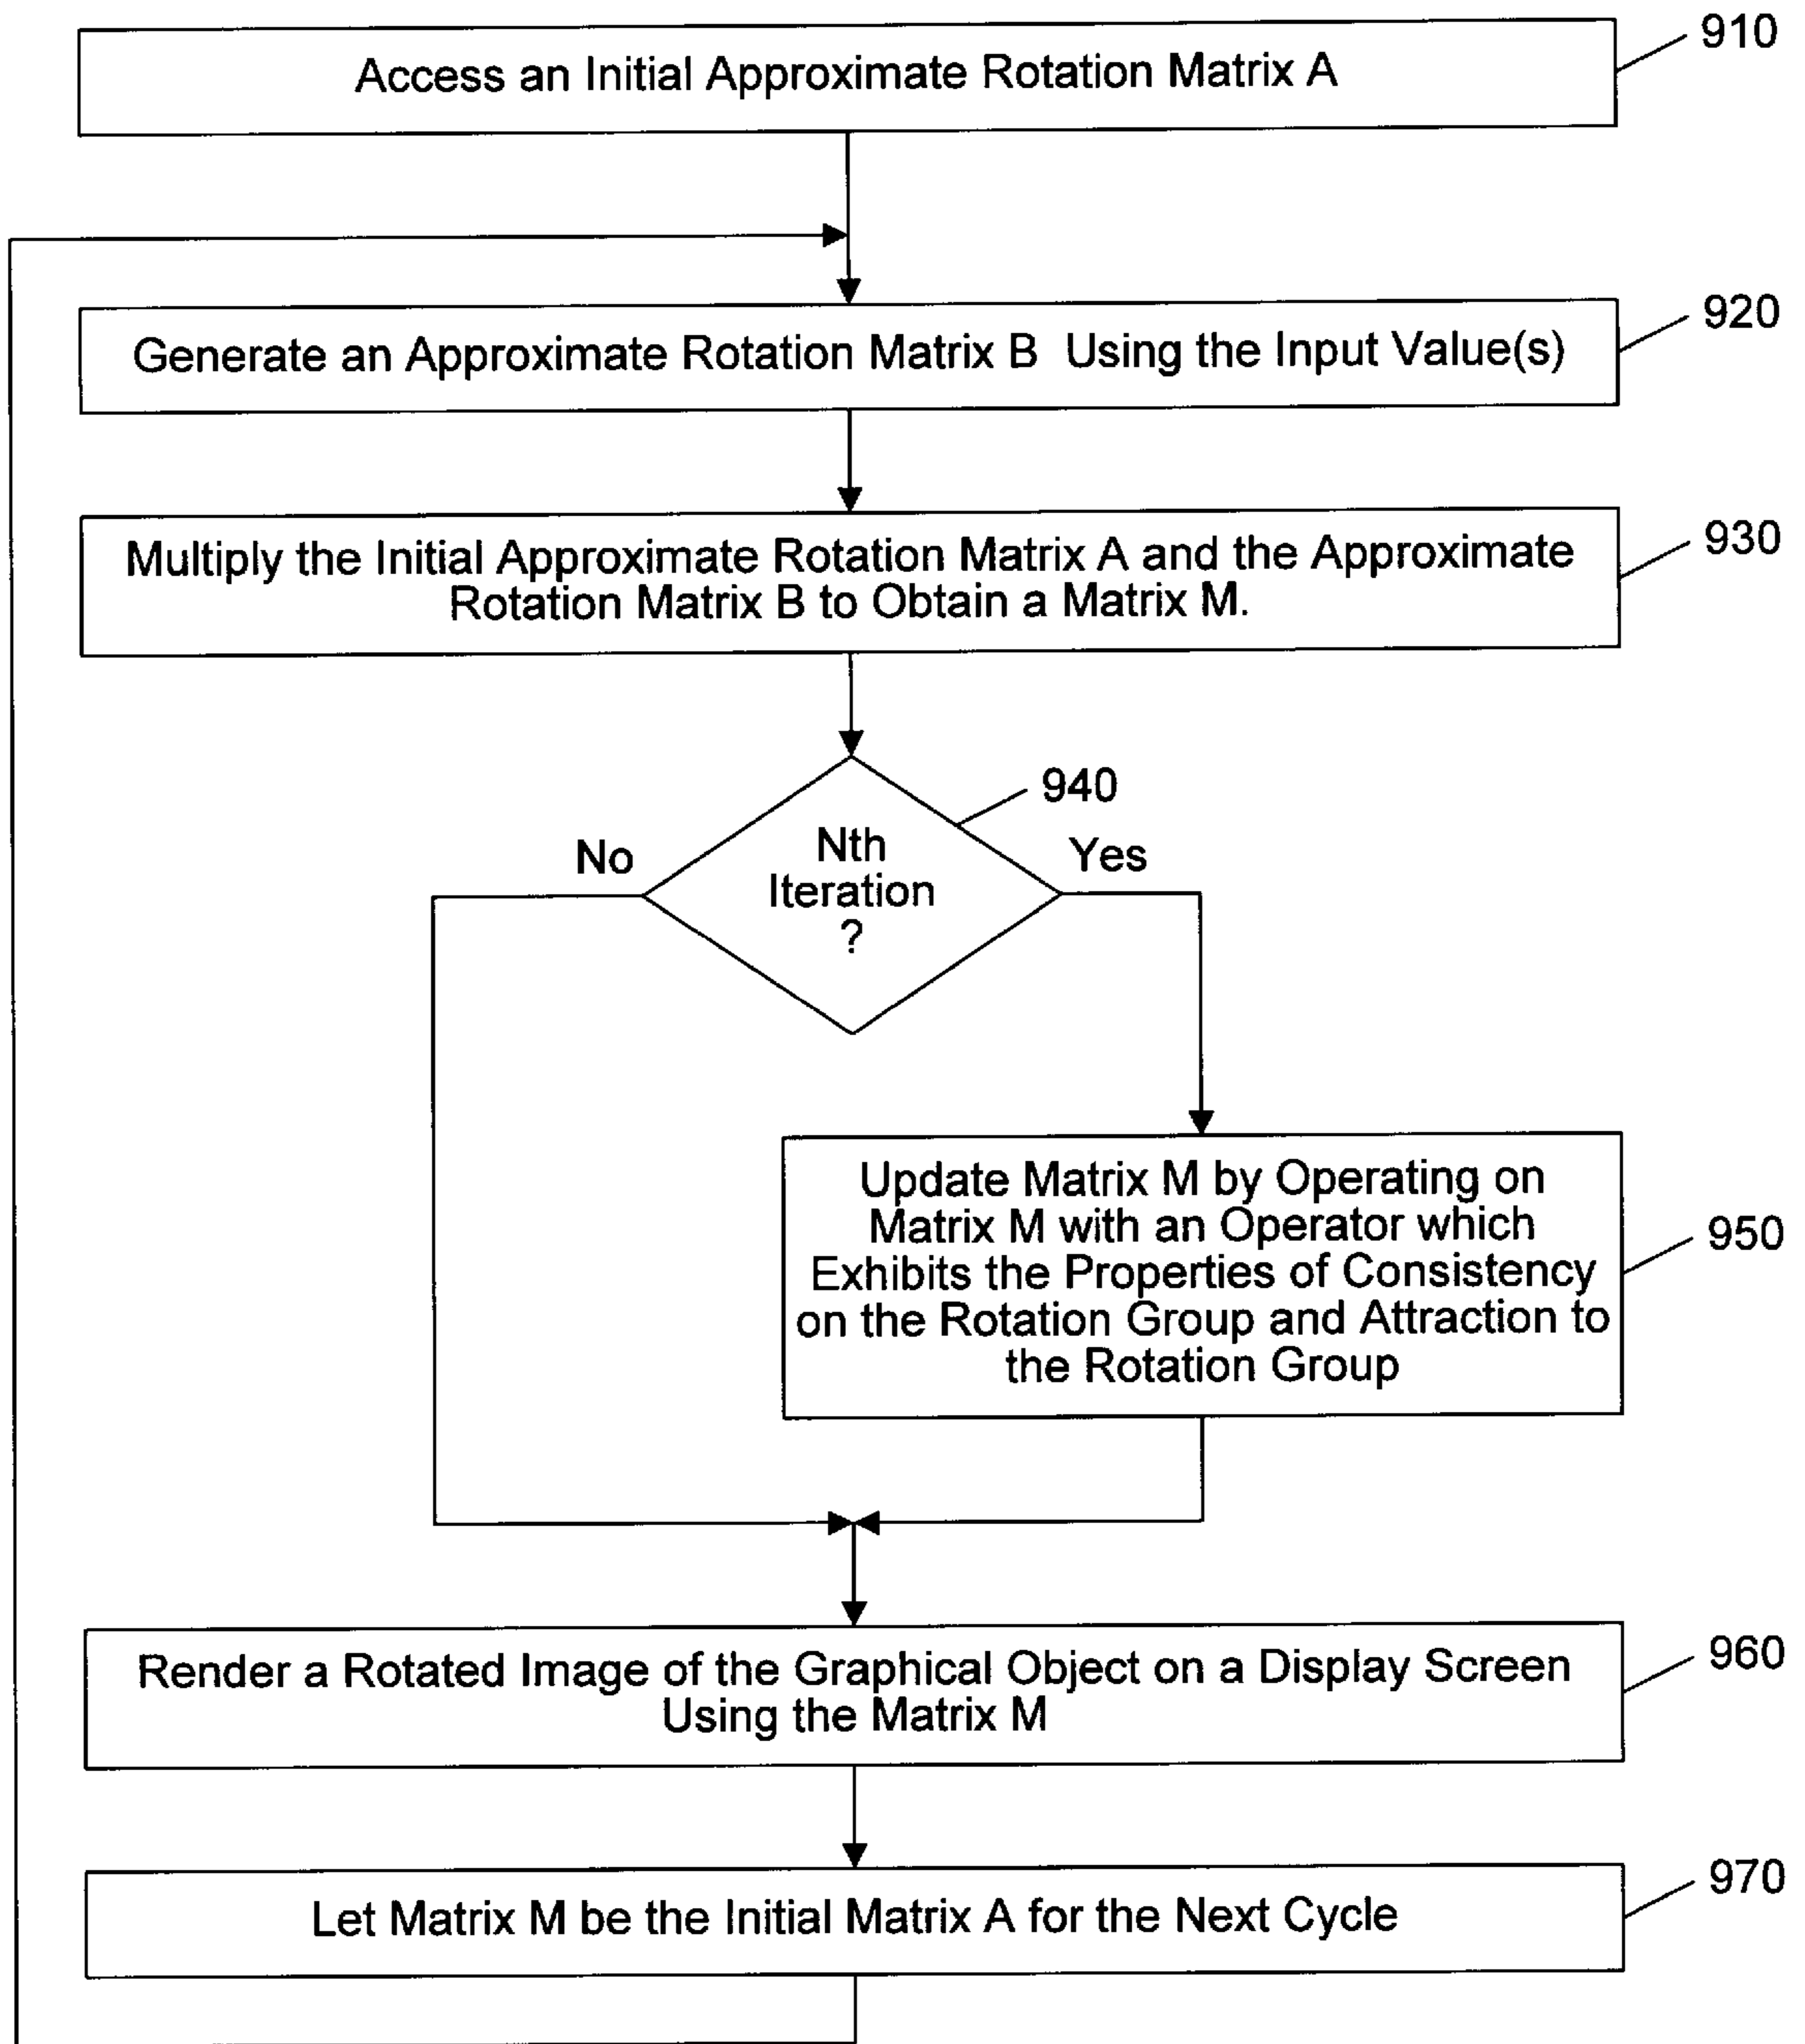 910
Access an Initial Approximate Rotation Matrix A
920
Generate an Approximate Rotation Matrix B Using the Input Value(s)
930
Multiply the Initial Approximate Rotation Matrix A and the Approximate
Rotation Matrix B to Obtain a Matrix M.
940
No
Nth
Iteration
?
Yes
Update Matrix M by Operating on
Matrix M with an Operator which
Exhibits the Properties of Consistency
on the Rotation Group and Attraction to
the Rotation Group
950
Render a Rotated Image of the Graphical Object on a Display Screen
Using the Matrix M
960
970
Let Matrix M be the Initial Matrix A for the Next Cycle